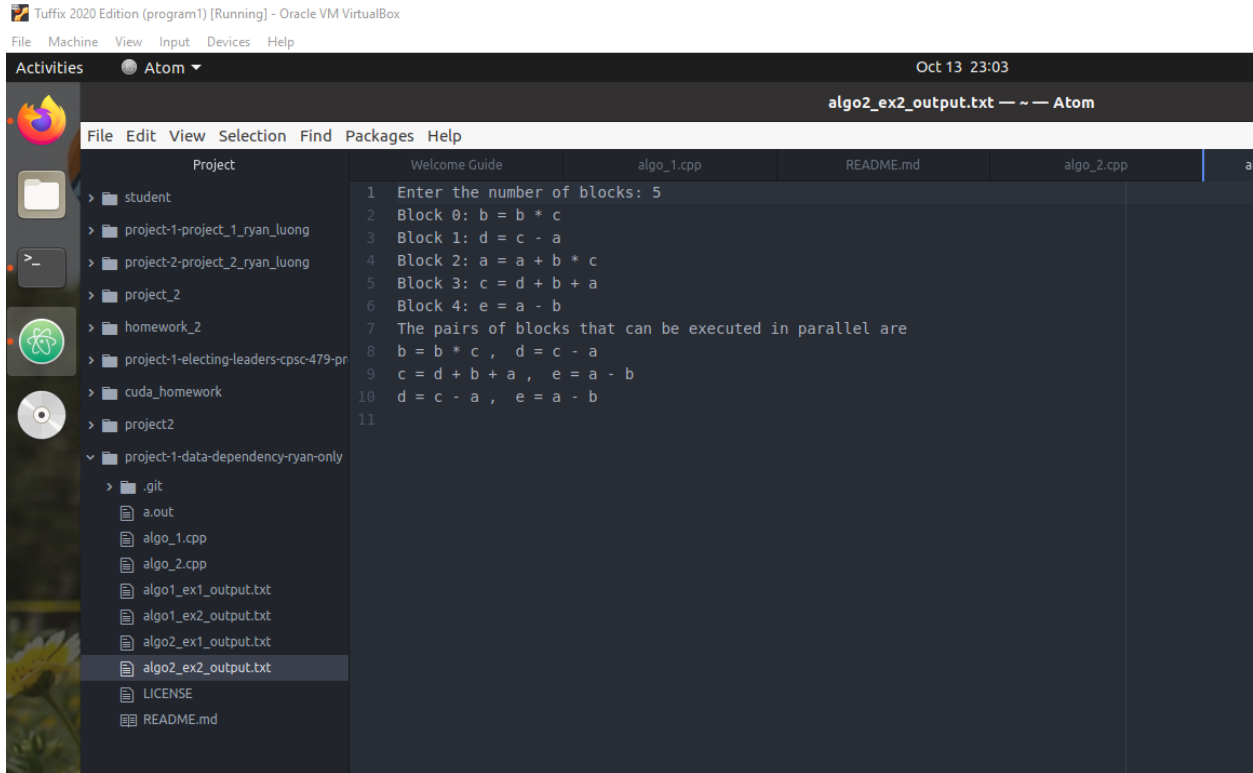 Tuffix 2020 Edition (program1) [Running] - Oracle VM VirtualBox
File Machine View Input Devices Help
Activities Atom Oct 13 23:03
algo2_ex2_output.txt — ~ — Atom
File Edit View Selection Find Packages Help
Project
Welcome Guide algo_1.cpp README.md algo_2.cpp a
student
project-1-project_1_ryan_luong
project-2-project_2_ryan_luong
project_2
homework_2
project-1-electing-leaders-cpsc-479-pr
cuda_homework
project2
project-1-data-dependency-ryan-only
.git
a.out
algo_1.cpp
algo_2.cpp
algo1_ex1_output.txt
algo1_ex2_output.txt
algo2_ex1_output.txt
algo2_ex2_output.txt
LICENSE
README.md
1 Enter the number of blocks: 5
2 Block 0: b = b * c
3 Block 1: d = c - a
4 Block 2: a = a + b * c
5 Block 3: c = d + b + a
6 Block 4: e = a - b
7 The pairs of blocks that can be executed in parallel are
8 b = b * c , d = c - a
9 c = d + b + a , e = a - b
10 d = c - a , e = a - b
11